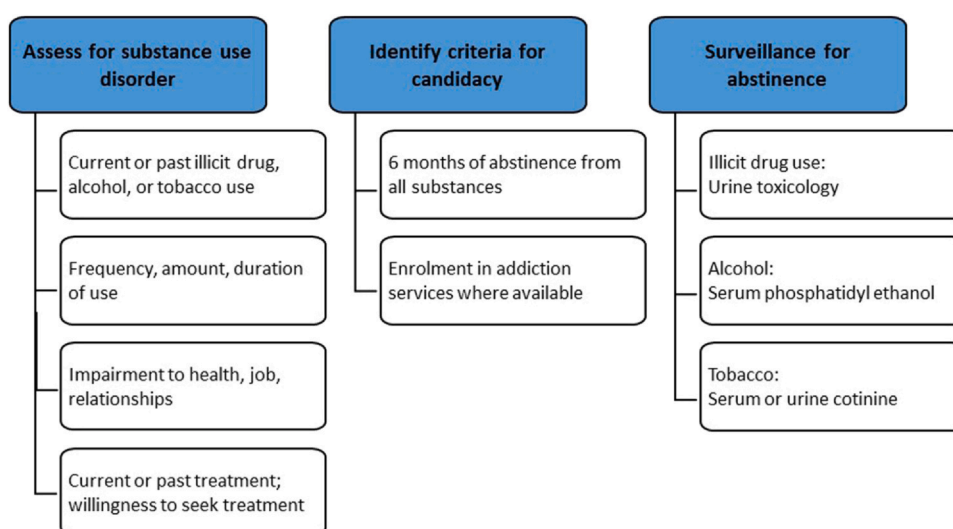 Assess for substance use
disorder
Current or past illicit drug,
alcohol, or tobacco use
Frequency, amount, duration
of use
Impairment to health, job,
relationships
Current or past treatment;
willingness to seek treatment
Identify criteria for
candidacy
6 months of abstinence from
all substances
Enrolment in addiction
services where available
Surveillance for
abstinence
Illicit drug use:
Urine toxicology
Alcohol:
Serum phosphatidyl ethanol
Tobacco:
Serum or urine cotinine